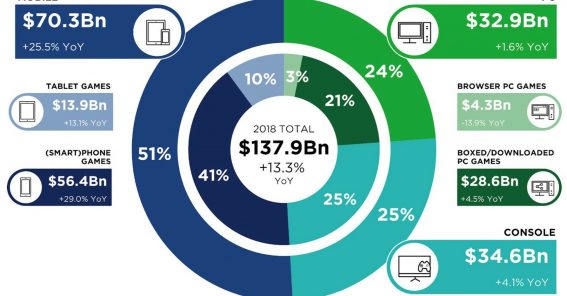 $70.3Bn
+25.5% YoY
TABLET GAMES
$13.9Bn
+13.1% YoY
(SMART)PHONE
GAMES
$56.4Bn
+29.0% YoY
51%
41%
10%
3%
21%
24%
25%
25%
2018 TOTAL
$137.9Bn
+13.3%
YoY
$32.9Bn
+1.6% YoY
BROWSER PC GAMES
$4.3Bn
-13.9% YoY
BOXED/DOWNLOADED
PC GAMES
$28.6Bn
+4.5% YoY
CONSOLE
$34.6Bn
+4.1% YoY